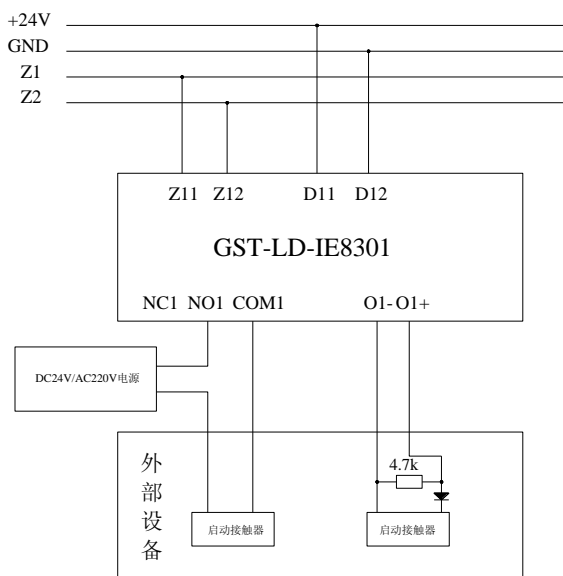 +24V
GND
Z1
Z2
Z11 Z12 D11 D12
GST-LD-IE8301
NC1 NO1 COM1 O1- O1+
DC24V/AC220V电源
外部设备
4.7k
启动接触器
启动接触器